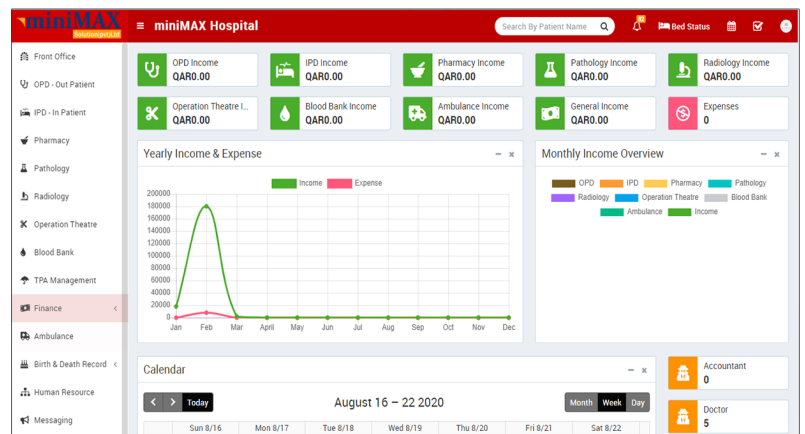 miniMAX
Solution(pvt)Ltd
miniMAX Hospital
Search By Patient Name
Bed Status
Front Office
OPD - Out Patient
IPD - In Patient
Pharmacy
Pathology
Radiology
Operation Theatre
Blood Bank
TPA Management
Finance
Ambulance
Birth & Death Record
Human Resource
Messaging
OPD Income
QAR0.00
IPD Income
QAR0.00
Pharmacy Income
QAR0.00
Pathology Income
QAR0.00
Radiology Income
QAR0.00
Operation Theatre I...
QAR0.00
Blood Bank Income
QAR0.00
Ambulance Income
QAR0.00
General Income
QAR0.00
Expenses
0
Yearly Income & Expense
Income Expense
200000
180000
160000
140000
120000
100000
80000
60000
40000
20000
0
Jan Feb Mar April May Jun Jul Aug Sep Oct Nov Dec
Monthly Income Overview
OPD IPD Pharmacy Pathology
Radiology Operation Theatre Blood Bank
Ambulance Income
Calendar
Today
August 16 – 22 2020
Month Week Day
Sun 8/16 Mon 8/17 Tue 8/18 Wed 8/19 Thu 8/20 Fri 8/21 Sat 8/22
Accountant
0
Doctor
5